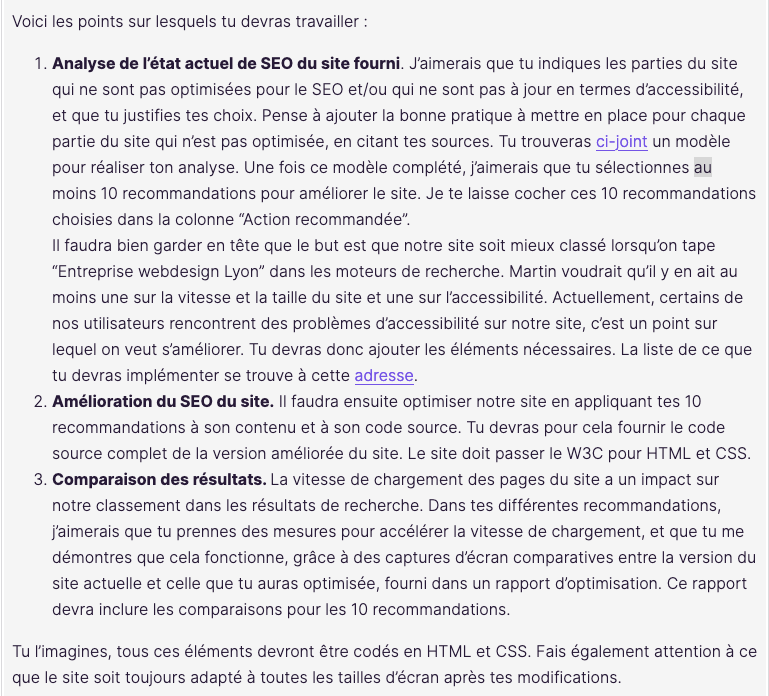 Voici les points sur lesquels tu devras travailler :
1. Analyse de l’état actuel de SEO du site fourni. J’aimerais que tu indiques les parties du site
qui ne sont pas optimisées pour le SEO et/ou qui ne sont pas à jour en termes d’accessibilité,
et que tu justifies tes choix. Pense à ajouter la bonne pratique à mettre en place pour chaque
partie du site qui n’est pas optimisée, en citant tes sources. Tu trouveras ci-joint un modèle
pour réaliser ton analyse. Une fois ce modèle complété, j’aimerais que tu sélectionnes au
moins 10 recommandations pour améliorer le site. Je te laisse cocher ces 10 recommandations
choisies dans la colonne “Action recommandée”.
Il faudra bien garder en tête que le but est que notre site soit mieux classé lorsqu’on tape
“Entreprise webdesign Lyon” dans les moteurs de recherche. Martin voudrait qu’il y en ait au
moins une sur la vitesse et la taille du site et une sur l’accessibilité. Actuellement, certains de
nos utilisateurs rencontrent des problèmes d’accessibilité sur notre site, c’est un point sur
lequel on veut s’améliorer. Tu devras donc ajouter les éléments nécessaires. La liste de ce que
tu devras implémenter se trouve à cette adresse.
2. Amélioration du SEO du site. Il faudra ensuite optimiser notre site en appliquant tes 10
recommandations à son contenu et à son code source. Tu devras pour cela fournir le code
source complet de la version améliorée du site. Le site doit passer le W3C pour HTML et CSS.
3. Comparaison des résultats. La vitesse de chargement des pages du site a un impact sur
notre classement dans les résultats de recherche. Dans tes différentes recommandations,
j’aimerais que tu prennes des mesures pour accélérer la vitesse de chargement, et que tu me
démontres que cela fonctionne, grâce à des captures d’écran comparatives entre la version du
site actuelle et celle que tu auras optimisée, fourni dans un rapport d’optimisation. Ce rapport
devra inclure les comparaisons pour les 10 recommandations.
Tu l’imagines, tous ces éléments devront être codés en HTML et CSS. Fais également attention à ce
que le site soit toujours adapté à toutes les tailles d’écran après tes modifications.